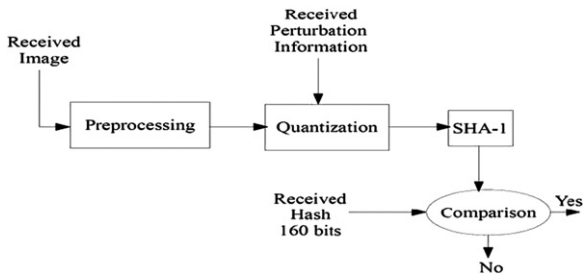 Received
Perturbation
Information
Received
Image
Preprocessing
Quantization
SHA-1
Received
Hash
160 bits
Comparison
Yes
No